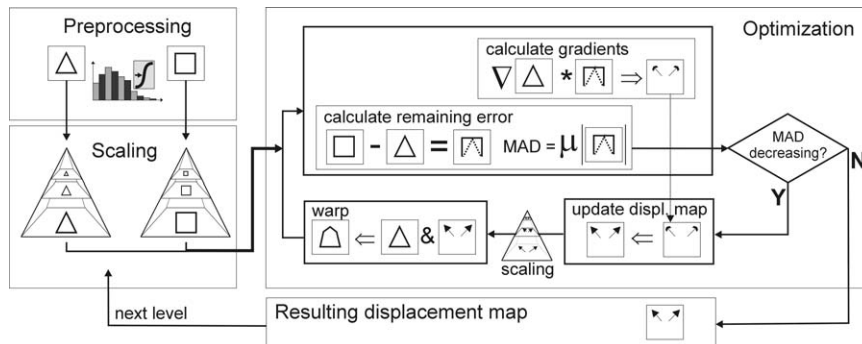 Preprocessing
Optimization
calculate gradients
∇ * ⇒
calculate remaining error
- = MAD = μ
MAD
decreasing?
N
Y
Scaling
warp
⇐ &
scaling
update displ. map
⇐
next level
Resulting displacement map